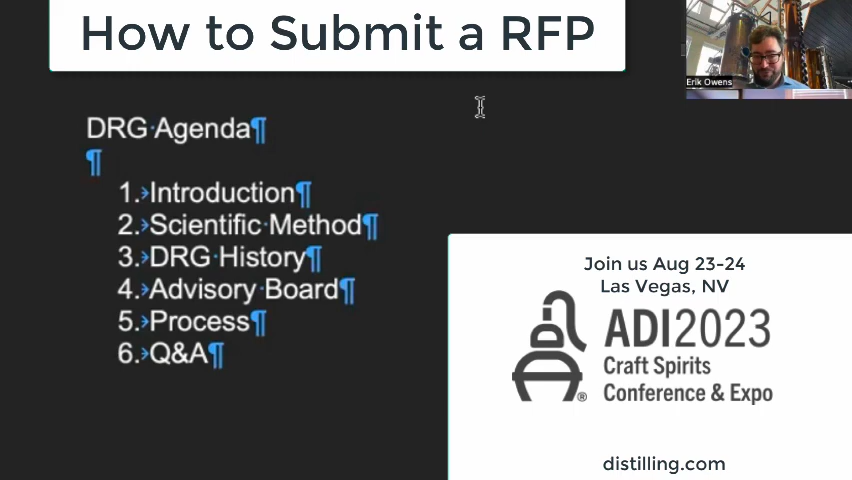 How to Submit a RFP
Erik Owens
DRG·Agenda¶
¶
1.Introduction¶
2.Scientific·Method¶
3.DRG·History¶
4.Advisory·Board¶
5.Process¶
6.Q&A¶
Join us Aug 23-24
Las Vegas, NV
ADI2023
Craft Spirits
Conference & Expo
®
distilling.com